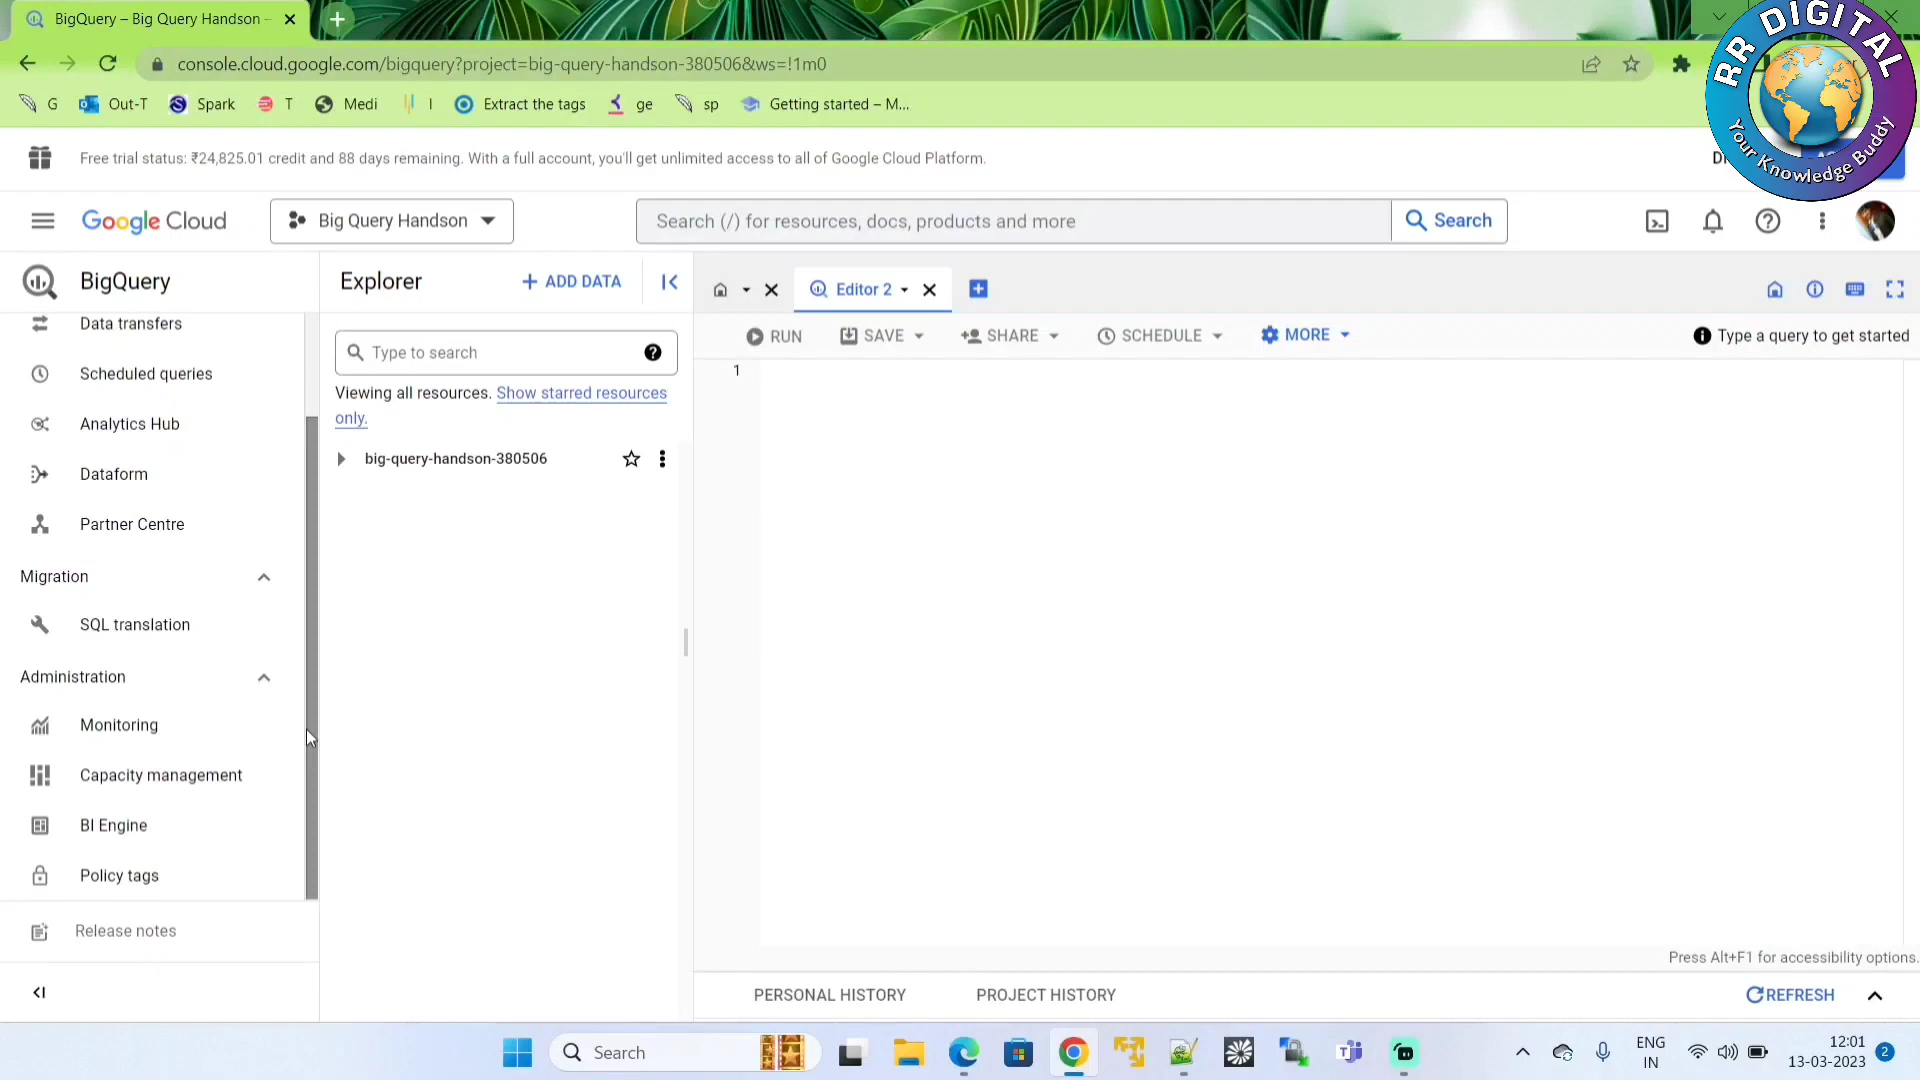 BigQuery – Big Query Handson –
console.cloud.google.com/bigquery?project=big-query-handson-380506&ws=!1m0
G Out-T Spark T Medi I Extract the tags ge sp Getting started – M...
Free trial status: ₹24,825.01 credit and 88 days remaining. With a full account, you'll get unlimited access to all of Google Cloud Platform.
RR DIGITAL
Your Knowledge Buddy
Google Cloud
Big Query Handson
Search (/) for resources, docs, products and more
Search
BigQuery
Data transfers
Scheduled queries
Analytics Hub
Dataform
Partner Centre
Migration
SQL translation
Administration
Monitoring
Capacity management
BI Engine
Policy tags
Release notes
Explorer
+ ADD DATA
Type to search
Viewing all resources. Show starred resources
only.
big-query-handson-380506
Editor 2
RUN SAVE SHARE SCHEDULE MORE
Type a query to get started
1
Press Alt+F1 for accessibility options.
PERSONAL HISTORY PROJECT HISTORY
REFRESH
Search
ENG
IN
12:01
13-03-2023
2